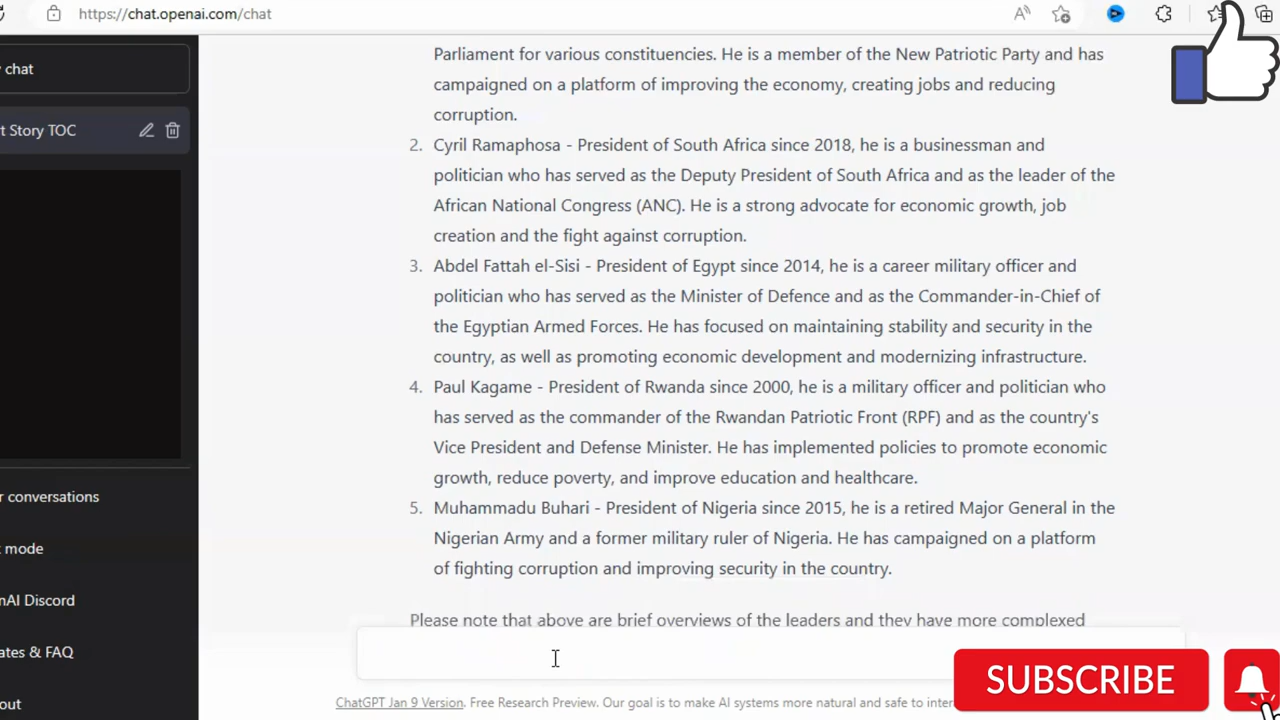 https://chat.openai.com/chat
chat
t Story TOC
Parliament for various constituencies. He is a member of the New Patriotic Party and has
campaigned on a platform of improving the economy, creating jobs and reducing
corruption.
2. Cyril Ramaphosa - President of South Africa since 2018, he is a businessman and
politician who has served as the Deputy President of South Africa and as the leader of the
African National Congress (ANC). He is a strong advocate for economic growth, job
creation and the fight against corruption.
3. Abdel Fattah el-Sisi - President of Egypt since 2014, he is a career military officer and
politician who has served as the Minister of Defence and as the Commander-in-Chief of
the Egyptian Armed Forces. He has focused on maintaining stability and security in the
country, as well as promoting economic development and modernizing infrastructure.
4. Paul Kagame - President of Rwanda since 2000, he is a military officer and politician who
has served as the commander of the Rwandan Patriotic Front (RPF) and as the country's
Vice President and Defense Minister. He has implemented policies to promote economic
growth, reduce poverty, and improve education and healthcare.
5. Muhammadu Buhari - President of Nigeria since 2015, he is a retired Major General in the
Nigerian Army and a former military ruler of Nigeria. He has campaigned on a platform
of fighting corruption and improving security in the country.
Please note that above are brief overviews of the leaders and they have more complexed
r conversations
mode
nAI Discord
ates & FAQ
out
SUBSCRIBE
ChatGPT Jan 9 Version. Free Research Preview. Our goal is to make AI systems more natural and safe to inter